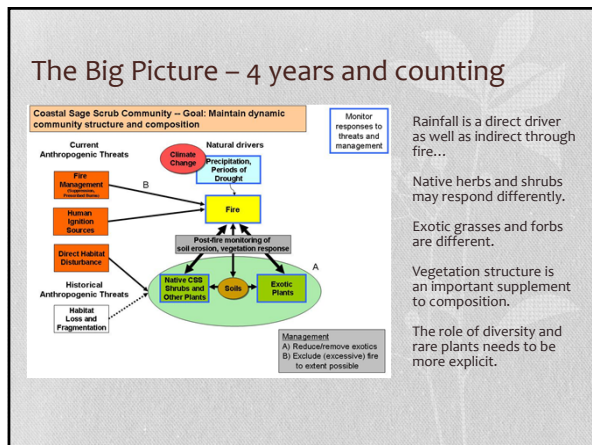 The Big Picture – 4 years and counting
Coastal Sage Scrub Community -- Goal: Maintain dynamic
community structure and composition
Monitor
responses to
threats and
management
Current
Anthropogenic Threats
Natural drivers
Climate
Change
Precipitation,
Periods of
Drought
Fire
Management
(Suppression,
Prescribed Burns)
B
Fire
Human
Ignition
Sources
Post-fire monitoring of
soil erosion, vegetation response
Direct Habitat
Disturbance
A
Native CSS
Shrubs and
Other Plants
Soils
Exotic
Plants
Historical
Anthropogenic Threats
Habitat
Loss and
Fragmentation
Management
A) Reduce/remove exotics
B) Exclude (excessive) fire
to extent possible
Rainfall is a direct driver
as well as indirect through
fire…
Native herbs and shrubs
may respond differently.
Exotic grasses and forbs
are different.
Vegetation structure is
an important supplement
to composition.
The role of diversity and
rare plants needs to be
more explicit.